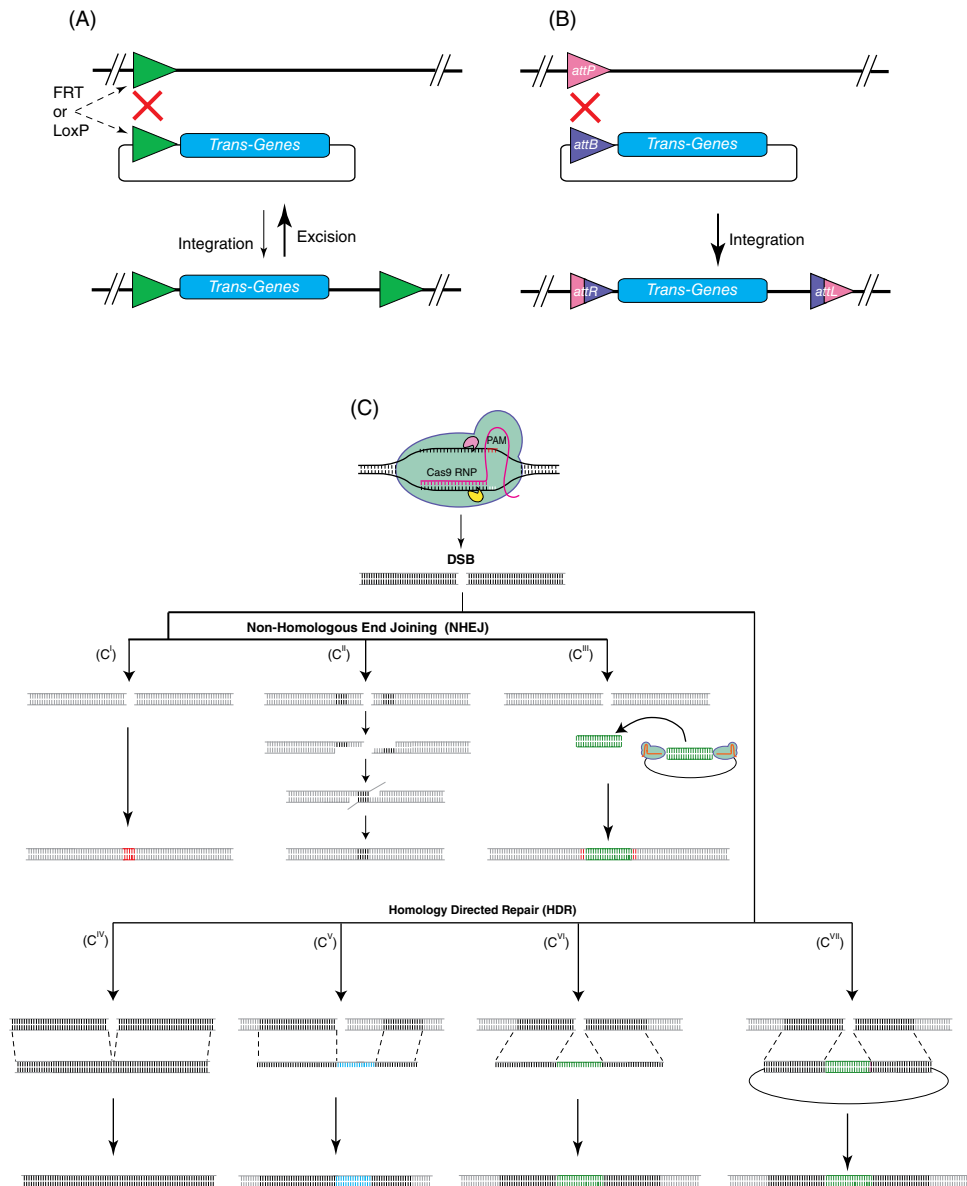 (A)
FRT
or
LoxP
Trans-Genes
Integration
Excision
Trans-Genes
(B)
attP
attB
Trans-Genes
Integration
attR
Trans-Genes
attL
(C)
PAM
Cas9 RNP
DSB
Non-Homologous End Joining (NHEJ)
(C^I)
(C^II)
(C^III)
Homology Directed Repair (HDR)
(C^IV)
(C^V)
(C^VI)
(C^VII)